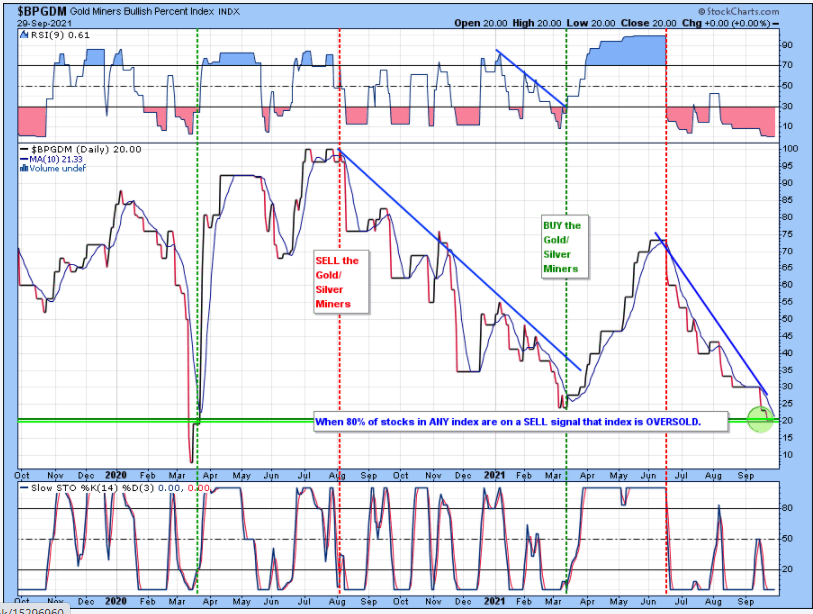 $BPGDM Gold Miners Bullish Percent Index INDX
© StockCharts.com
29-Sep-2021
Open 20.00 High 20.00 Low 20.00 Close 20.00 Chg +0.00 (+0.00%)
RSI(9) 0.61
90
70
50
30
10
$BPGDM (Daily) 20.00
MA(10) 21.33
Volume undef
100
95
90
85
80
75
70
65
60
55
50
45
40
35
30
25
20
15
10
SELL the
Gold/
Silver
Miners
BUY the
Gold/
Silver
Miners
When 80% of stocks in ANY index are on a SELL signal that index is OVERSOLD.
Oct Nov Dec 2020 Feb Mar Apr May Jun Jul Aug Sep Oct Nov Dec 2021 Feb Mar Apr May Jun Jul Aug Sep
Slow STO %K(14) %D(3) 0.00, 0.00
80
50
20
Oct Nov Dec 2020 Feb Mar Apr May Jun Jul Aug Sep Oct Nov Dec 2021 Feb Mar Apr May Jun Jul Aug Sep
k/15296960